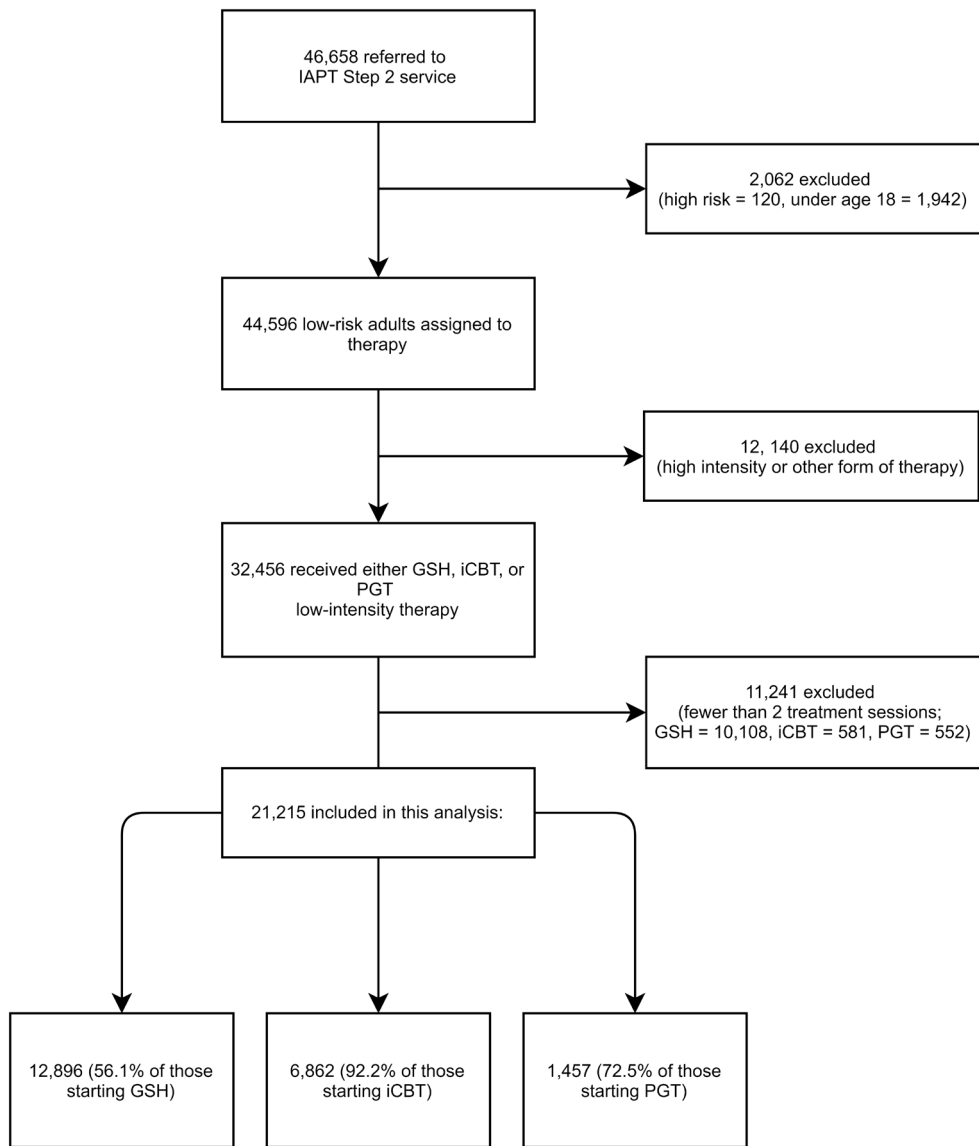 46,658 referred to
IAPT Step 2 service
2,062 excluded
(high risk = 120, under age 18 = 1,942)
44,596 low-risk adults assigned to
therapy
12, 140 excluded
(high intensity or other form of therapy)
32,456 received either GSH, iCBT, or
PGT
low-intensity therapy
11,241 excluded
(fewer than 2 treatment sessions;
GSH = 10,108, iCBT = 581, PGT = 552)
21,215 included in this analysis:
12,896 (56.1% of those
starting GSH)
6,862 (92.2% of those
starting iCBT)
1,457 (72.5% of those
starting PGT)